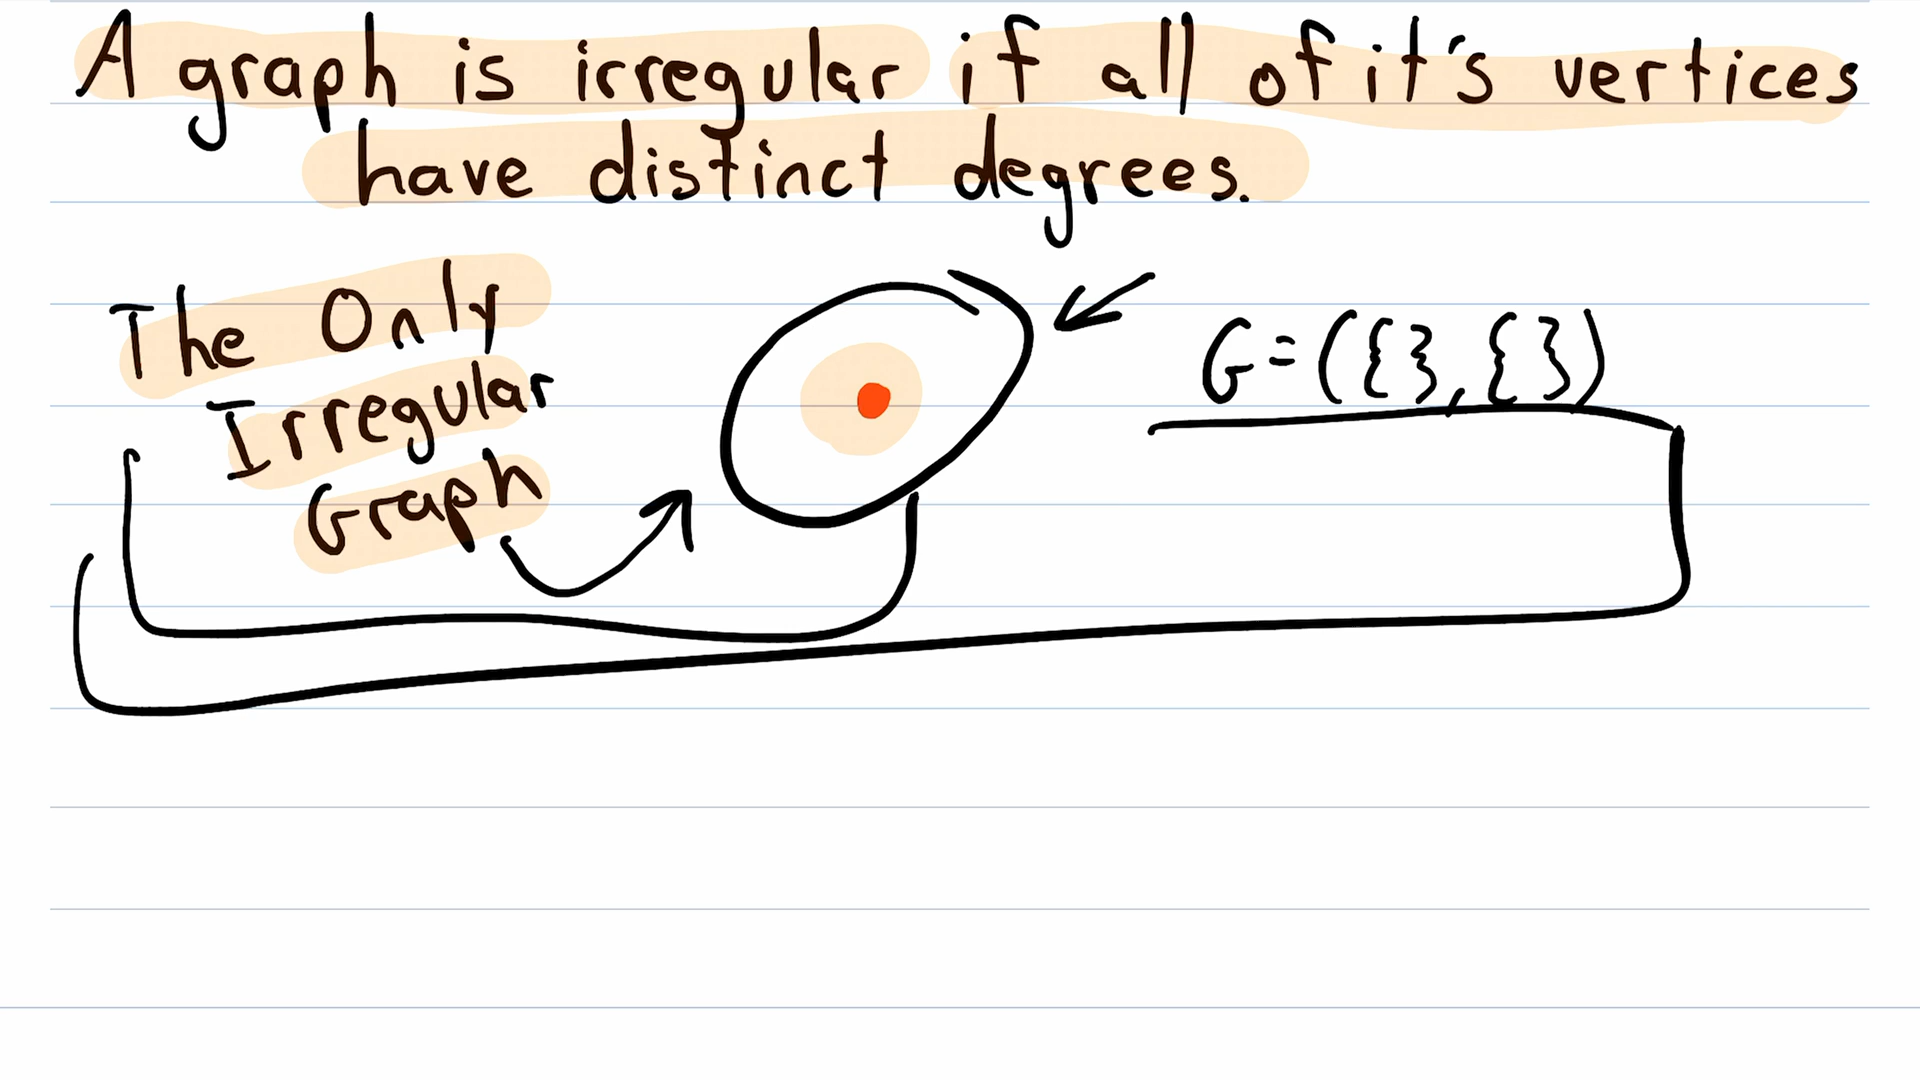 A graph is irregular if all of it's vertices
have distinct degrees.
The Only
Irregular
Graph
G=({},{})